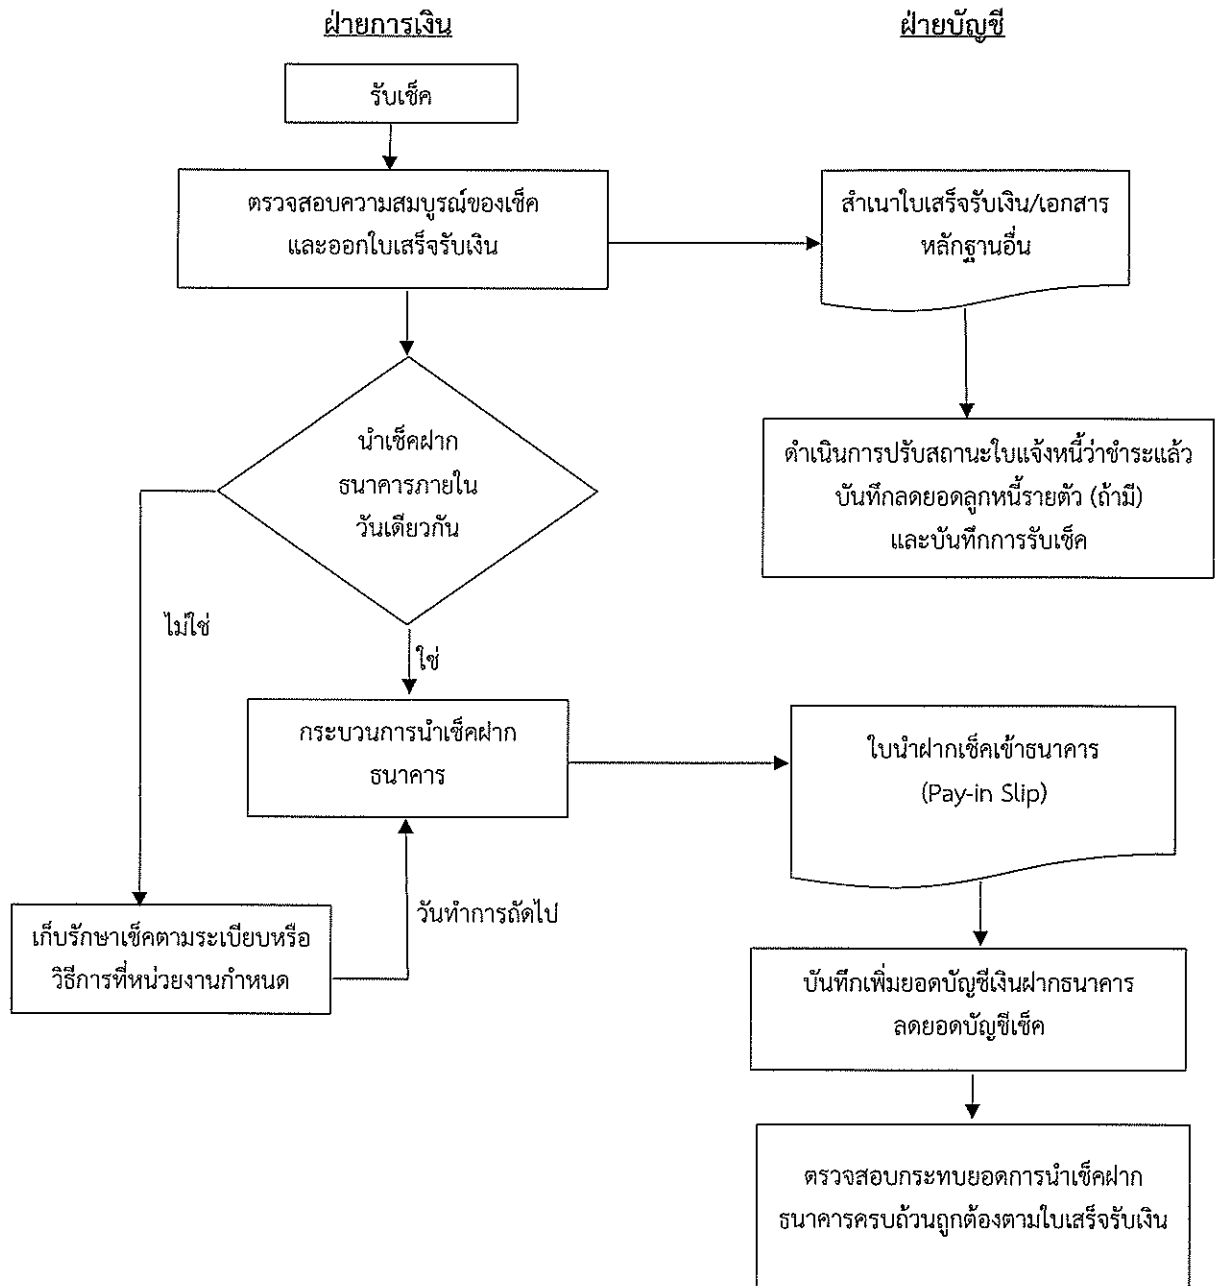 ฝ่ายการเงิน
ฝ่ายบัญชี
รับเช็ค
ตรวจสอบความสมบูรณ์ของเช็ค
และออกใบเสร็จรับเงิน
สำเนาใบเสร็จรับเงิน/เอกสาร
หลักฐานอื่น
นำเช็คฝาก
ธนาคารภายใน
วันเดียวกัน
ดำเนินการปรับสถานะใบแจ้งหนี้ว่าชำระแล้ว
บันทึกลดยอดลูกหนี้รายตัว (ถ้ามี)
และบันทึกการรับเช็ค
ไม่ใช่
ใช่
กระบวนการนำเช็คฝาก
ธนาคาร
ใบนำฝากเช็คเข้าธนาคาร
(Pay-in Slip)
วันทำการถัดไป
เก็บรักษาเช็คตามระเบียบหรือ
วิธีการที่หน่วยงานกำหนด
บันทึกเพิ่มยอดบัญชีเงินฝากธนาคาร
ลดยอดบัญชีเช็ค
ตรวจสอบกระทบยอดการนำเช็คฝาก
ธนาคารครบถ้วนถูกต้องตามใบเสร็จรับเงิน